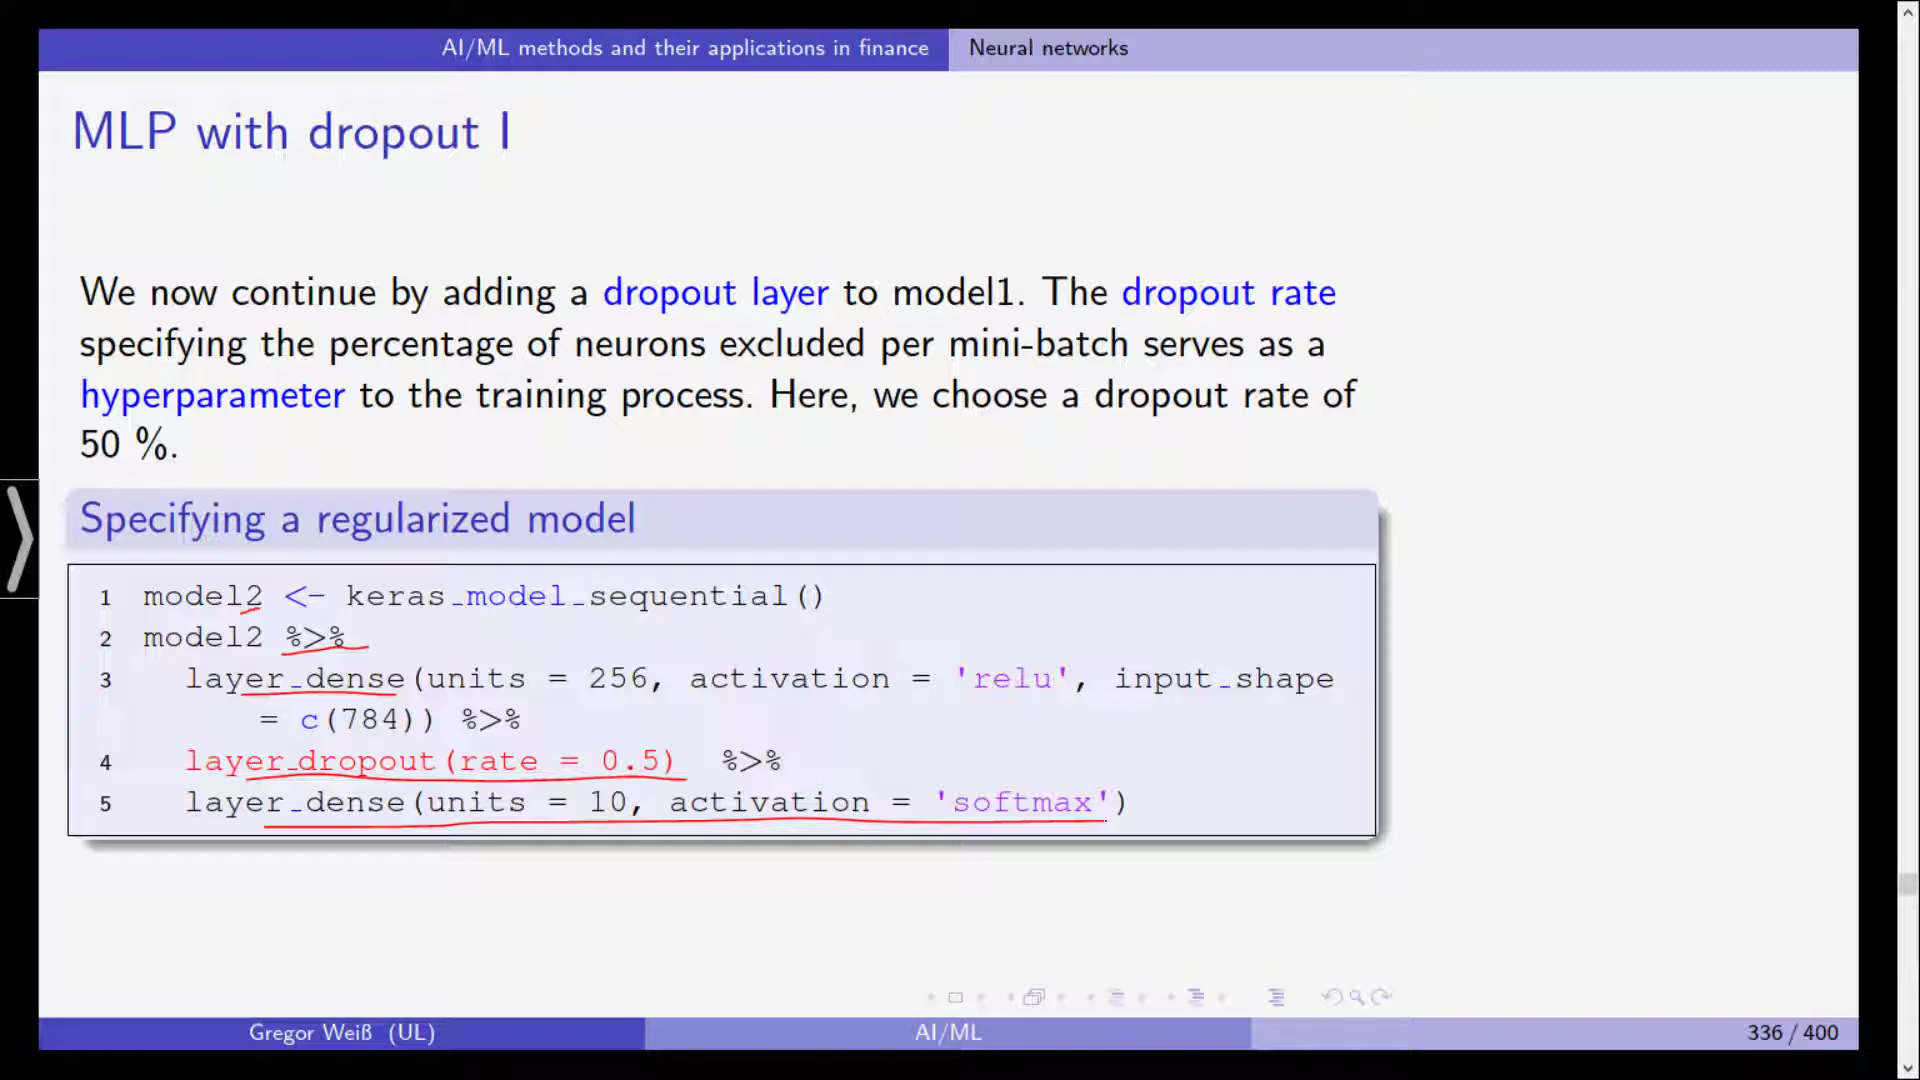 AI/ML methods and their applications in finance Neural networks
MLP with dropout I
We now continue by adding a dropout layer to model1. The dropout rate
specifying the percentage of neurons excluded per mini-batch serves as a
hyperparameter to the training process. Here, we choose a dropout rate of
50 %.
Specifying a regularized model
1 model2 <- keras_model_sequential()
2 model2 %>%
3 layer_dense(units = 256, activation = 'relu', input_shape
= c(784)) %>%
4 layer_dropout(rate = 0.5) %>%
5 layer_dense(units = 10, activation = 'softmax')
Gregor Weiß (UL) AI/ML 336 / 400